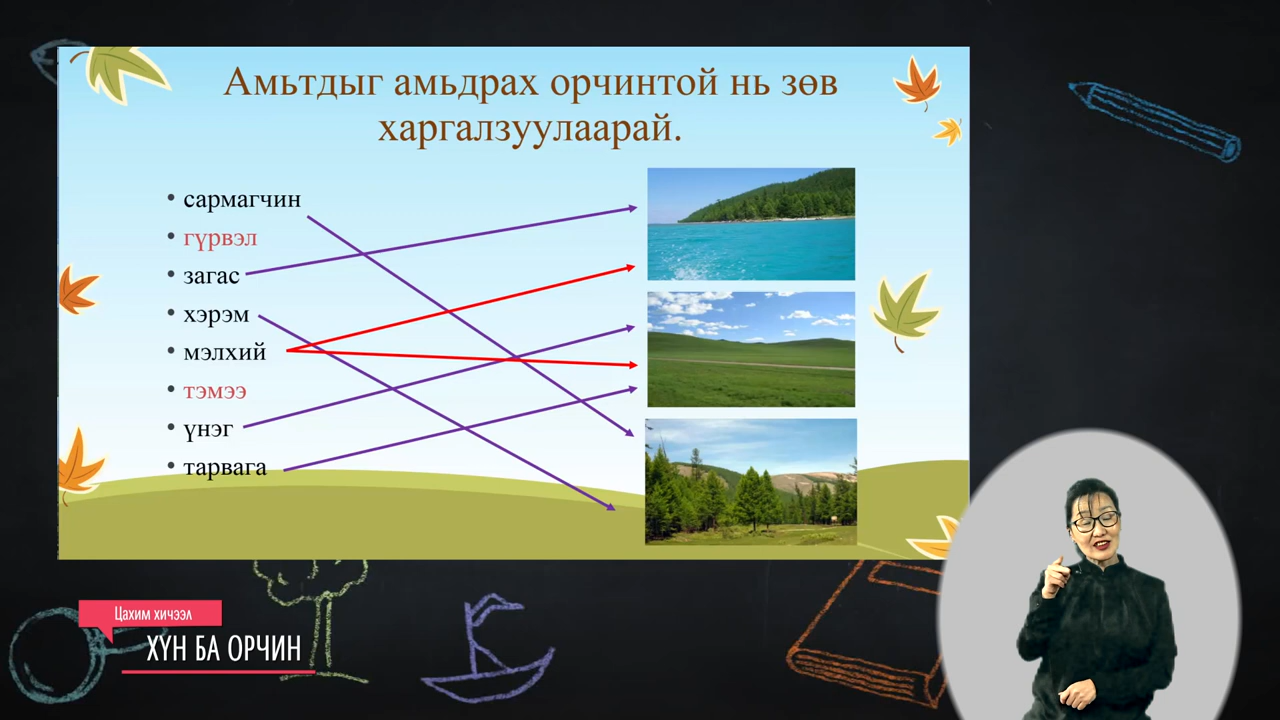 Амьтдыг амьдрах орчинтой нь зөв
харгалзуулаарай.
• сармагчин
• гүрвэл
• загас
• хэрэм
• мэлхий
• тэмээ
• үнэг
• тарвага
Цахим хичээл
ХҮН БА ОРЧИН